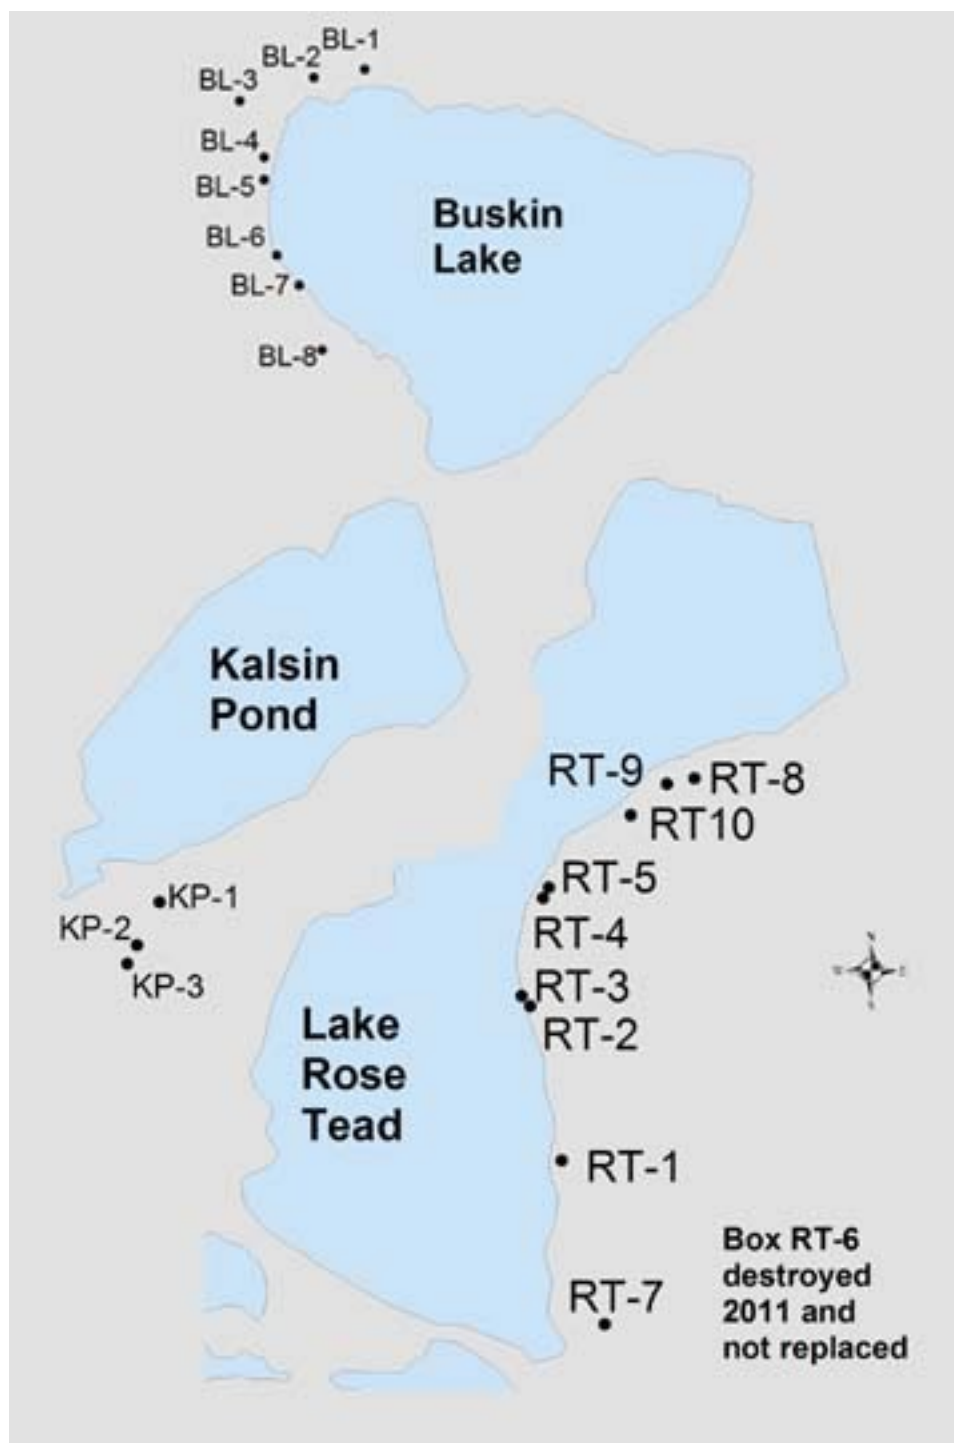 BL-1
BL-2
BL-3
BL-4
BL-5
Buskin
Lake
BL-6
BL-7
BL-8
Kalsin
Pond
RT-9
RT-8
RT10
RT-5
KP-1
KP-2
RT-4
KP-3
RT-3
Lake
Rose
Tead
RT-2
RT-1
Box RT-6
destroyed
2011 and
not replaced
RT-7
N